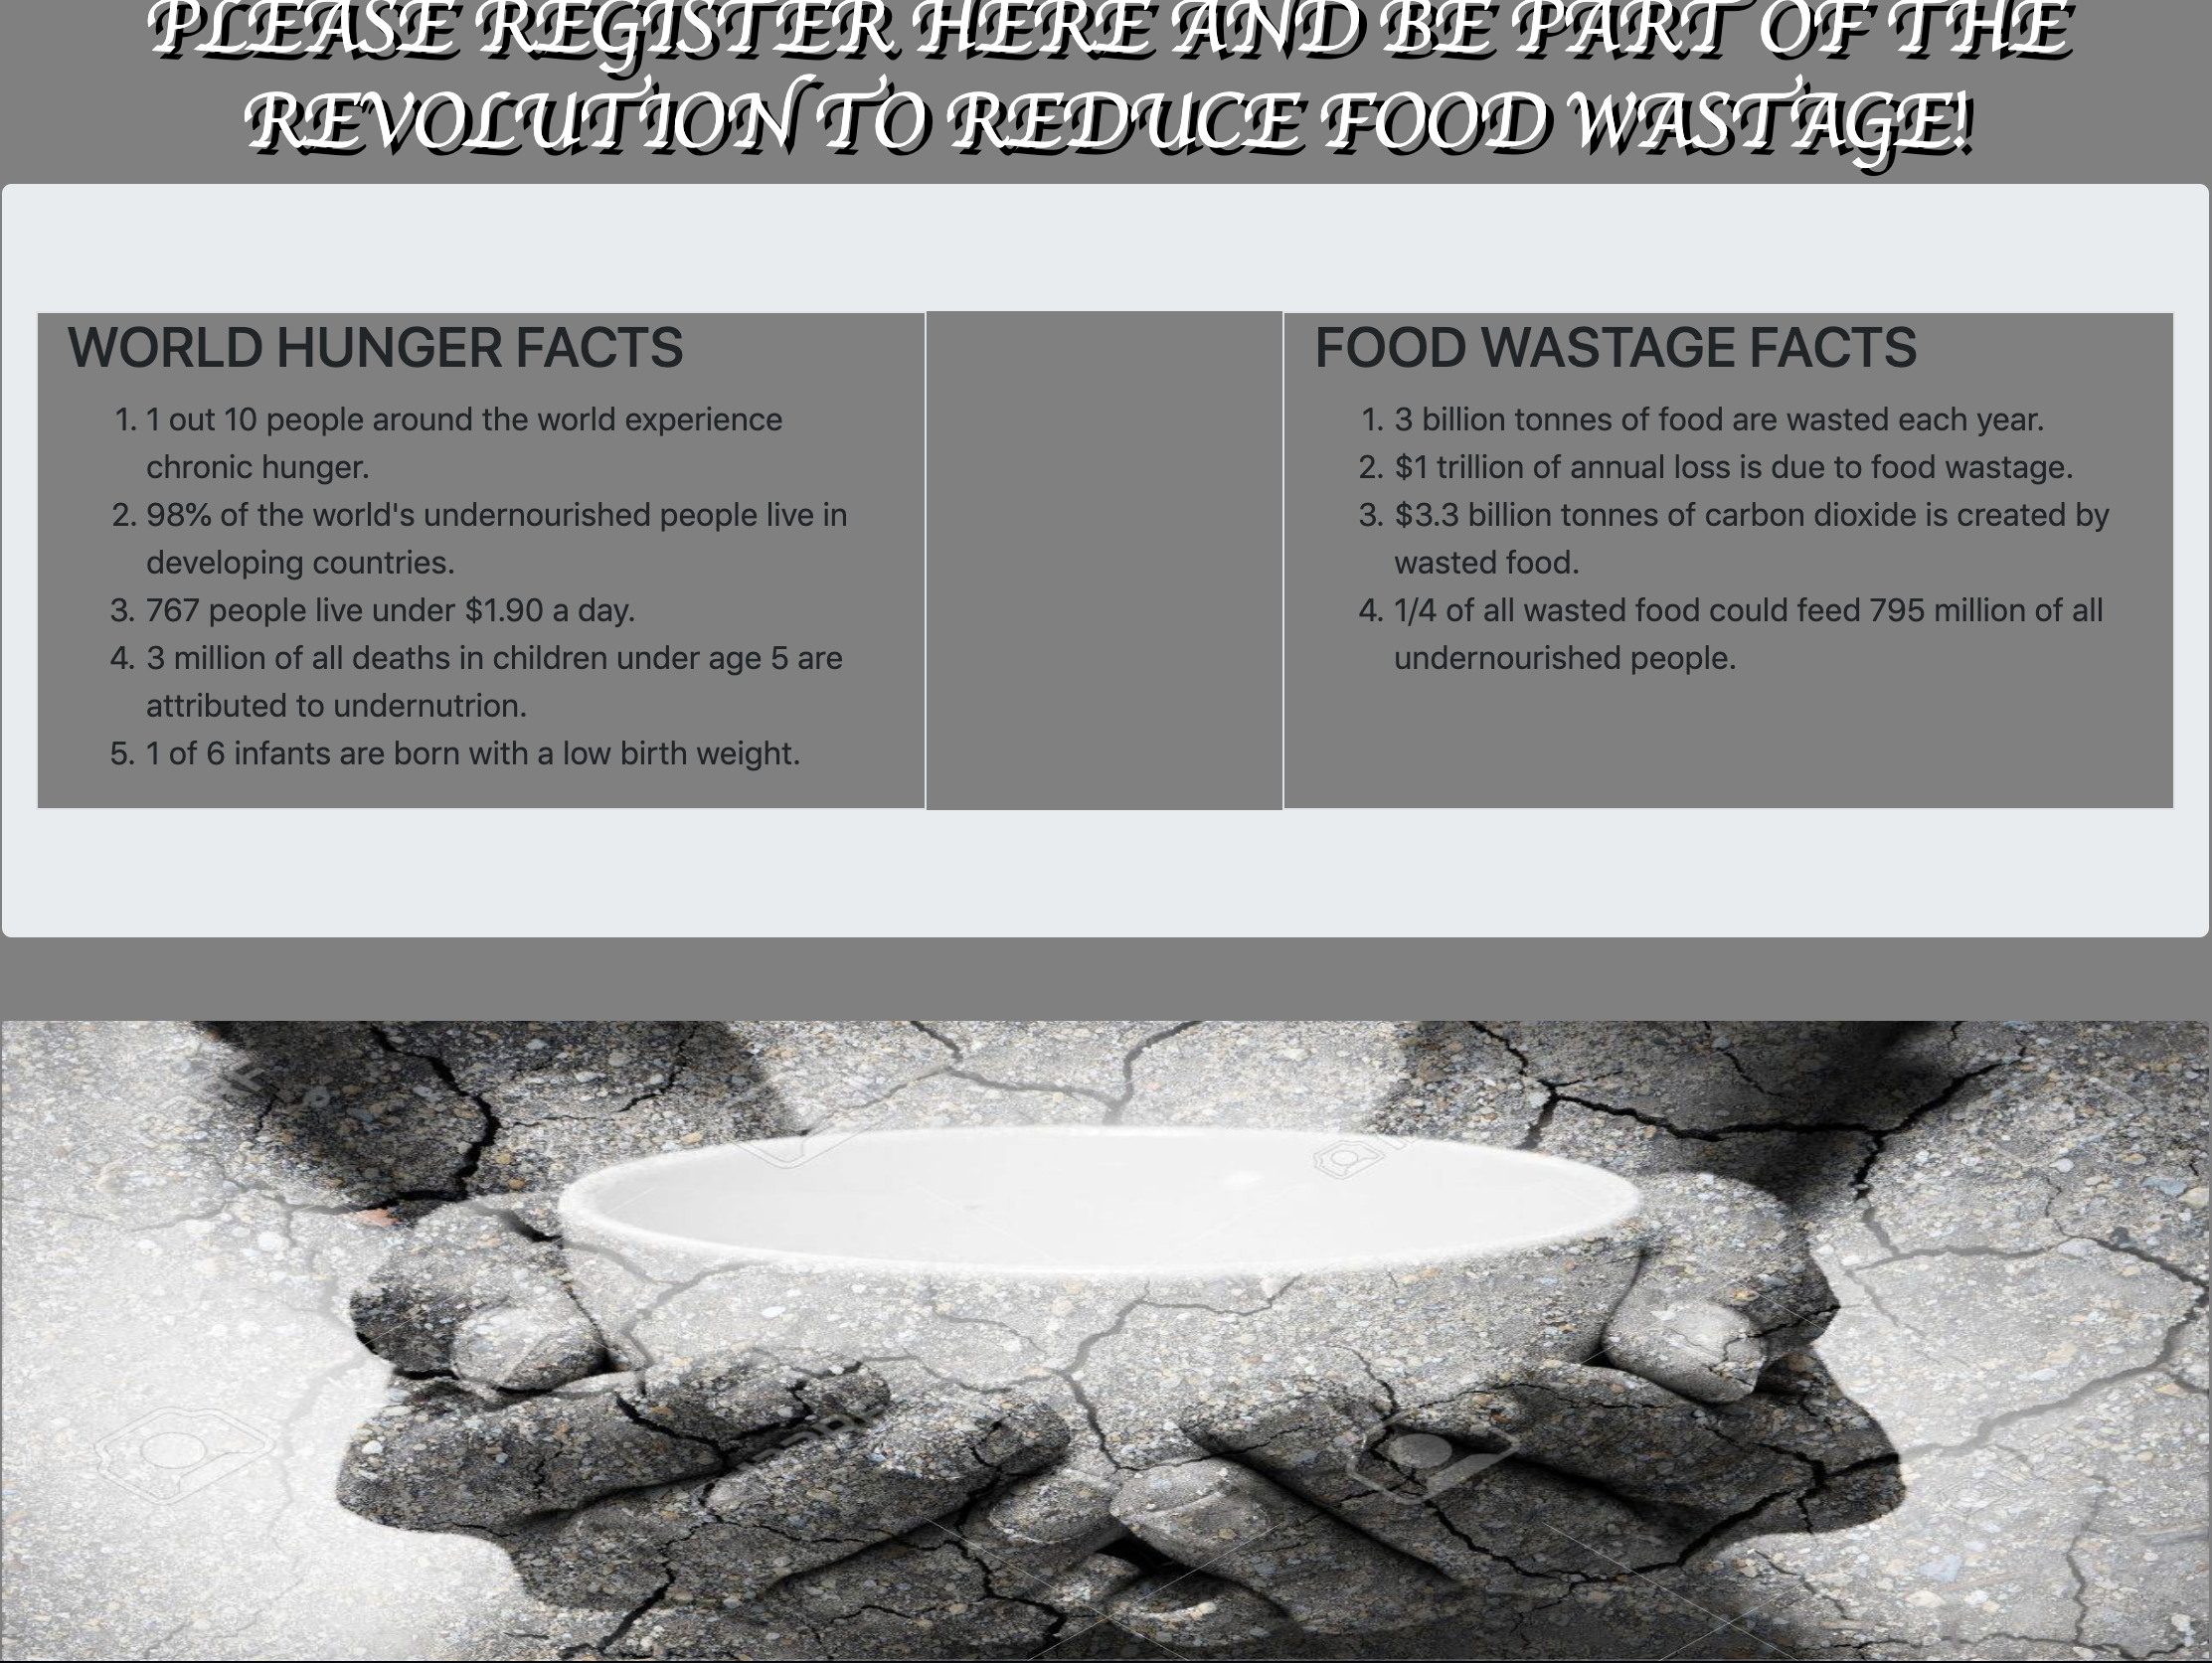 PLEASE REGISTER HERE AND BE PART OF THE
REVOLUTION TO REDUCE FOOD WASTAGE!
WORLD HUNGER FACTS
1. 1 out 10 people around the world experience
chronic hunger.
2. 98% of the world's undernourished people live in
developing countries.
3. 767 people live under $1.90 a day.
4. 3 million of all deaths in children under age 5 are
attributed to undernutrion.
5. 1 of 6 infants are born with a low birth weight.
FOOD WASTAGE FACTS
1. 3 billion tonnes of food are wasted each year.
2. $1 trillion of annual loss is due to food wastage.
3. $3.3 billion tonnes of carbon dioxide is created by
wasted food.
4. 1/4 of all wasted food could feed 795 million of all
undernourished people.